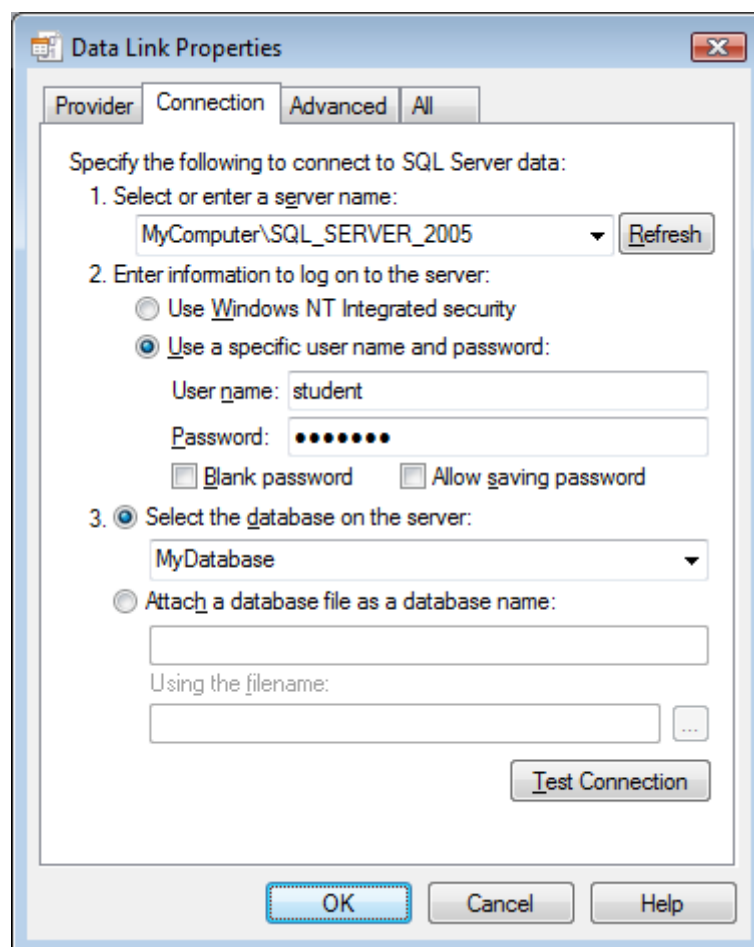 Data Link Properties
Provider Connection Advanced All
Specify the following to connect to SQL Server data:
1. Select or enter a server name:
MyComputer\SQL_SERVER_2005 Refresh
2. Enter information to log on to the server:
Use Windows NT Integrated security
Use a specific user name and password:
User name: student
Password: •••••••
Blank password Allow saving password
3. Select the database on the server:
MyDatabase
Attach a database file as a database name:
Using the filename:
...
Test Connection
OK Cancel Help